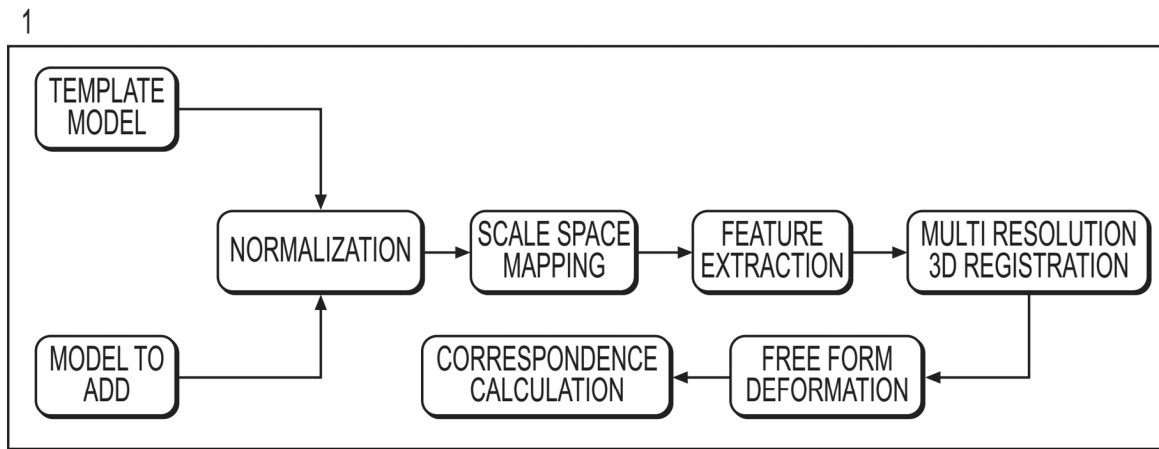 1
TEMPLATE
MODEL
NORMALIZATION
SCALE SPACE
MAPPING
FEATURE
EXTRACTION
MULTI RESOLUTION
3D REGISTRATION
MODEL TO
ADD
CORRESPONDENCE
CALCULATION
FREE FORM
DEFORMATION